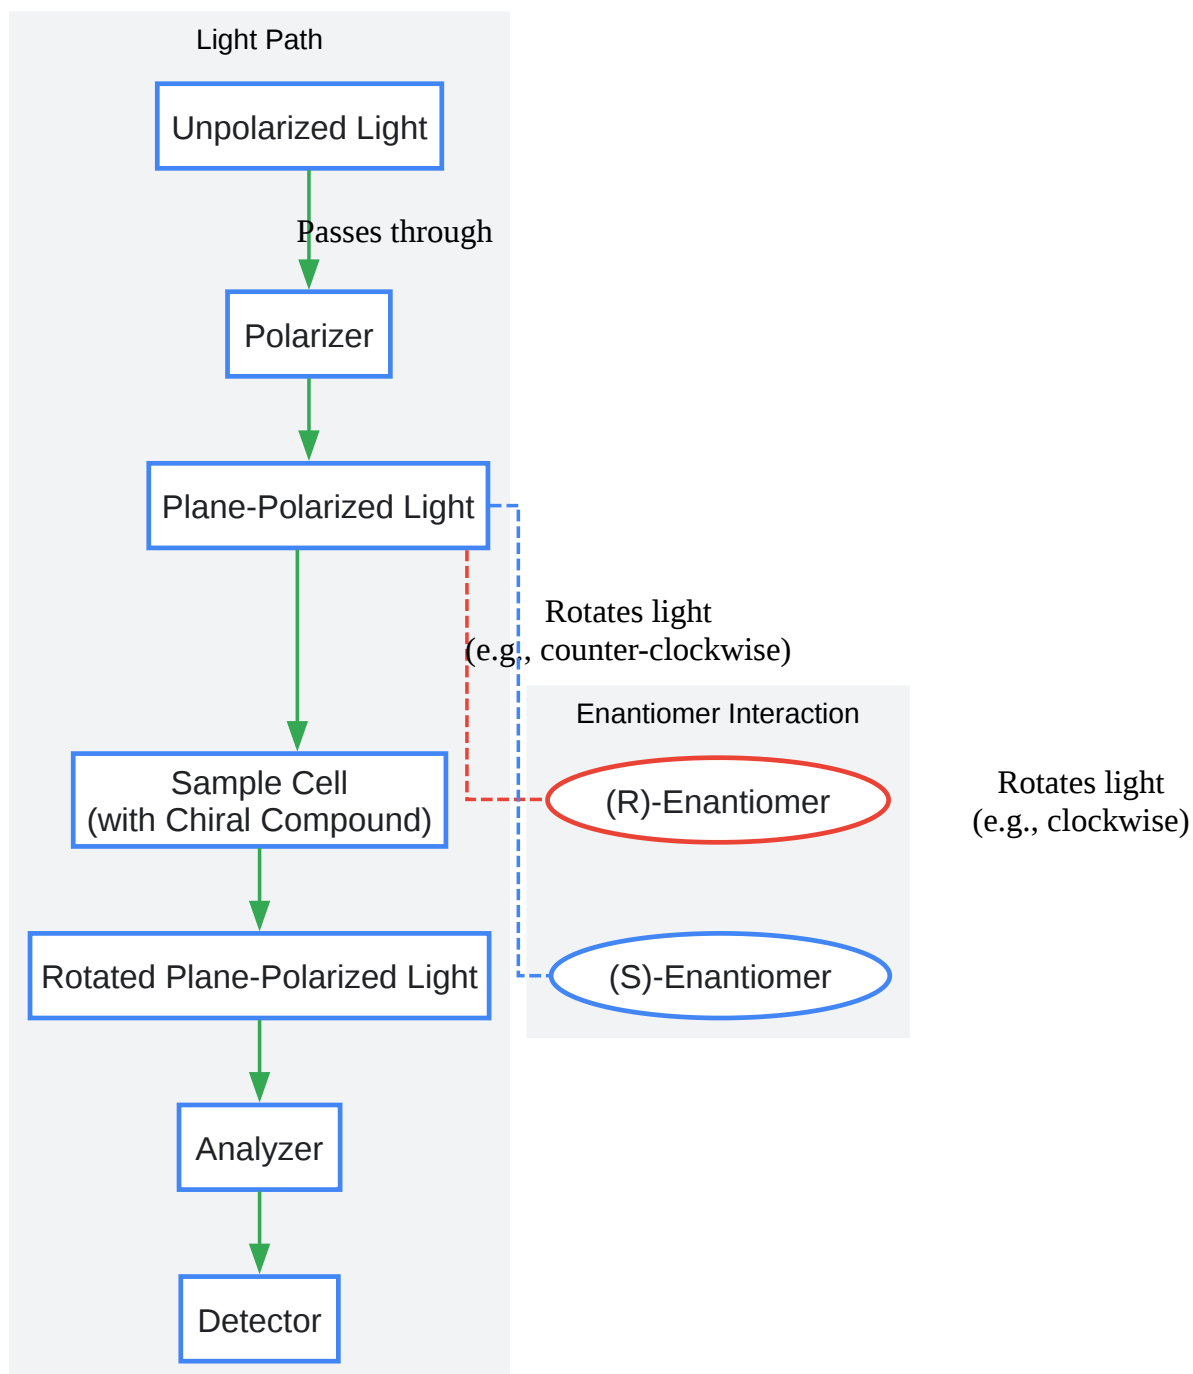 Light Path
Unpolarized Light
Passes through
Polarizer
Plane-Polarized Light
Rotates light
(e.g., counter-clockwise)
Enantiomer Interaction
Sample Cell
(with Chiral Compound)
(R)-Enantiomer
Rotates light
(e.g., clockwise)
Rotated Plane-Polarized Light
(S)-Enantiomer
Analyzer
Detector